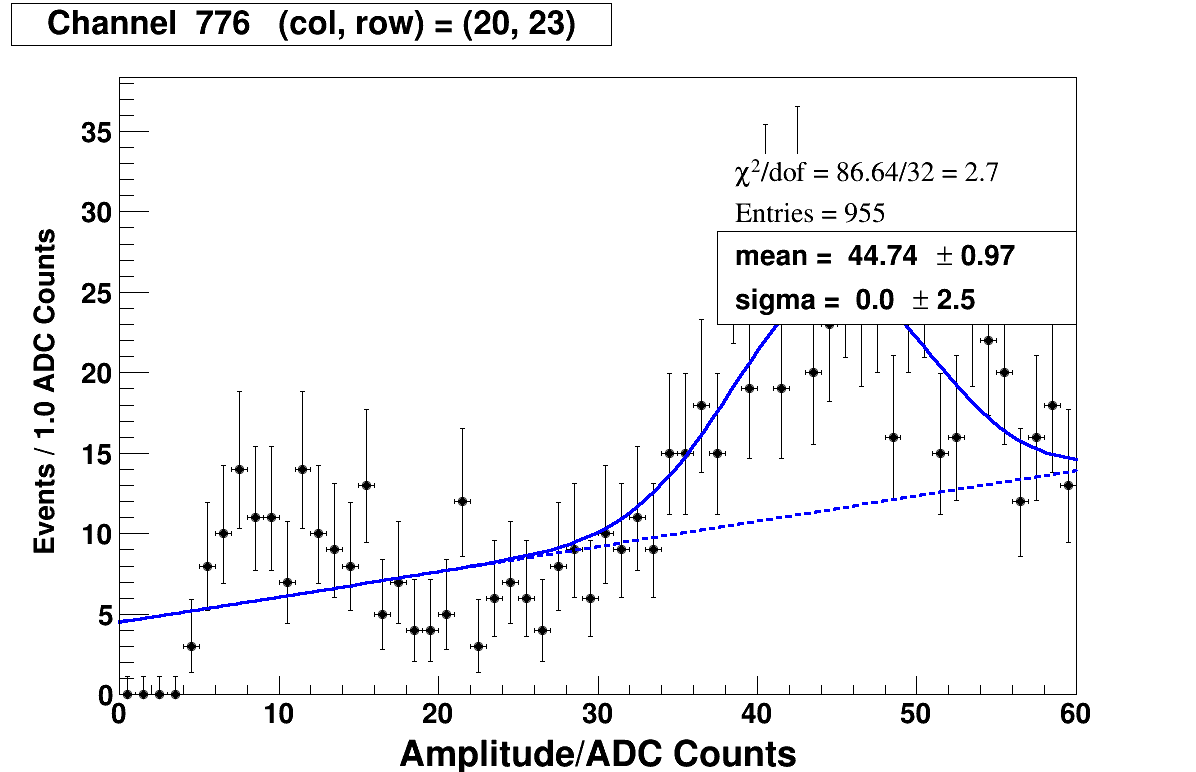 Channel 776 (col, row) = (20, 23)
35
30
25
20
15
10
5
0
Events / 1.0 ADC Counts
χ²/dof = 86.64/32 = 2.7
Entries = 955
mean = 44.74 ± 0.97
sigma = 0.0 ± 2.5
0 10 20 30 40 50 60
Amplitude/ADC Counts